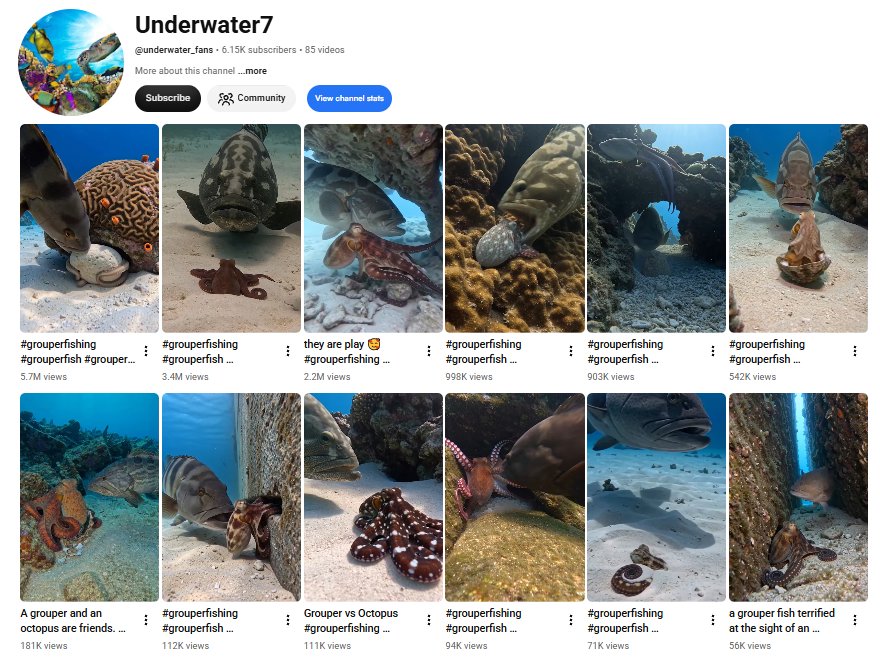 Underwater7
@underwater_fans • 6.15K subscribers • 85 videos
More about this channel ...more
Subscribe
Community
View channel stats
#grouperfishing
#grouperfish #grouper...
5.7M views
#grouperfishing
#grouperfish ...
3.4M views
they are play 🥰
#grouperfishing ...
2.2M views
#grouperfishing
#grouperfish ...
998K views
#grouperfishing
#grouperfish ...
903K views
#grouperfishing
#grouperfish ...
542K views
A grouper and an
octopus are friends. ...
181K views
#grouperfishing
#grouperfish ...
112K views
Grouper vs Octopus
#grouperfishing ...
111K views
#grouperfishing
#grouperfish ...
94K views
#grouperfishing
#grouperfish ...
71K views
a grouper fish terrified
at the sight of an ...
56K views